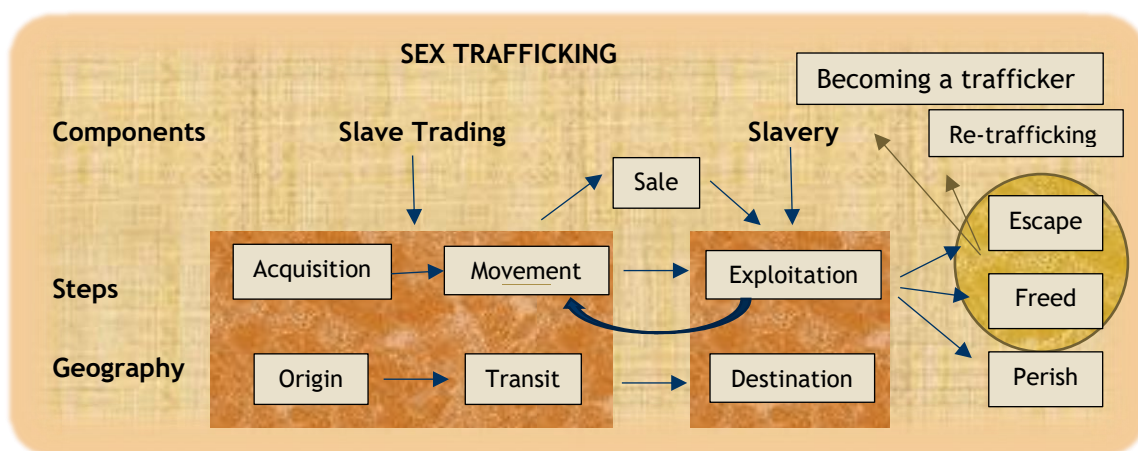 SEX TRAFFICKING
Becoming a trafficker
Components
Slave Trading
Slavery
Re-trafficking
Sale
Escape
Acquisition
Movement
Exploitation
Steps
Freed
Geography
Origin
Transit
Destination
Perish